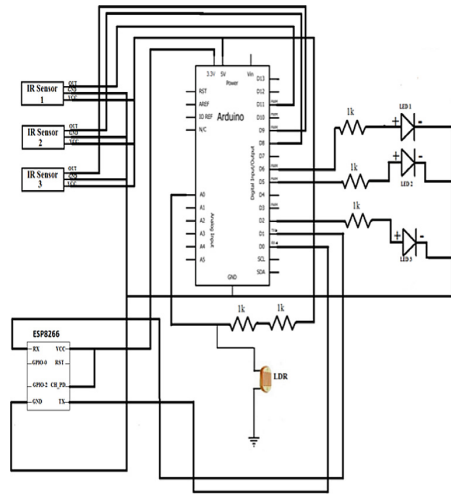 3.3V 5V Vin
Power
IR Sensor
1
OUT
GND
VCC
IR Sensor
2
OUT
GND
VCC
IR Sensor
3
OUT
GND
VCC
RST
AREF
IO REF
N/C
Arduino
D13
D12
D11
D10
D9
D8
D7
D6
D5
D4
D3
D2
D1
D0
SCL
SDA
A0
A1
A2
A3
A4
A5
Analog Input
Digital Input/Output
GND
1k
LED 1
+
-
1k
LED 2
+
-
1k
LED 3
+
-
1k
1k
LDR
ESP8266
RX
VCC
GPIO-0
RST
GPIO-2
CH_PD
GND
TX